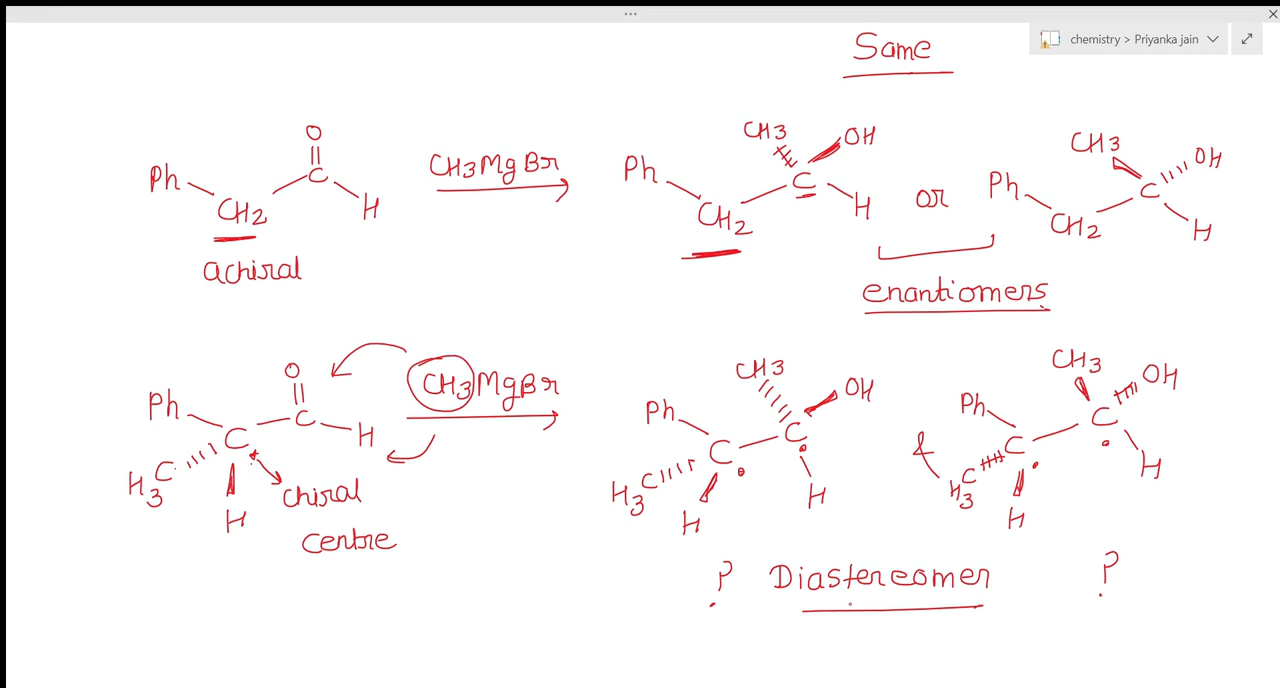 chemistry > Priyanka jain
Same
O
Ph CH2 C H
achiral
CH3MgBr
Ph CH2 C CH3 OH H
or
Ph CH2 C CH3 OH H
enantiomers
O
Ph C C H
H3C H
chiral
centre
CH3MgBr
Ph C C CH3 OH H
H3C H
&
Ph C C CH3 OH H
H3C H
? Diastereomer ?